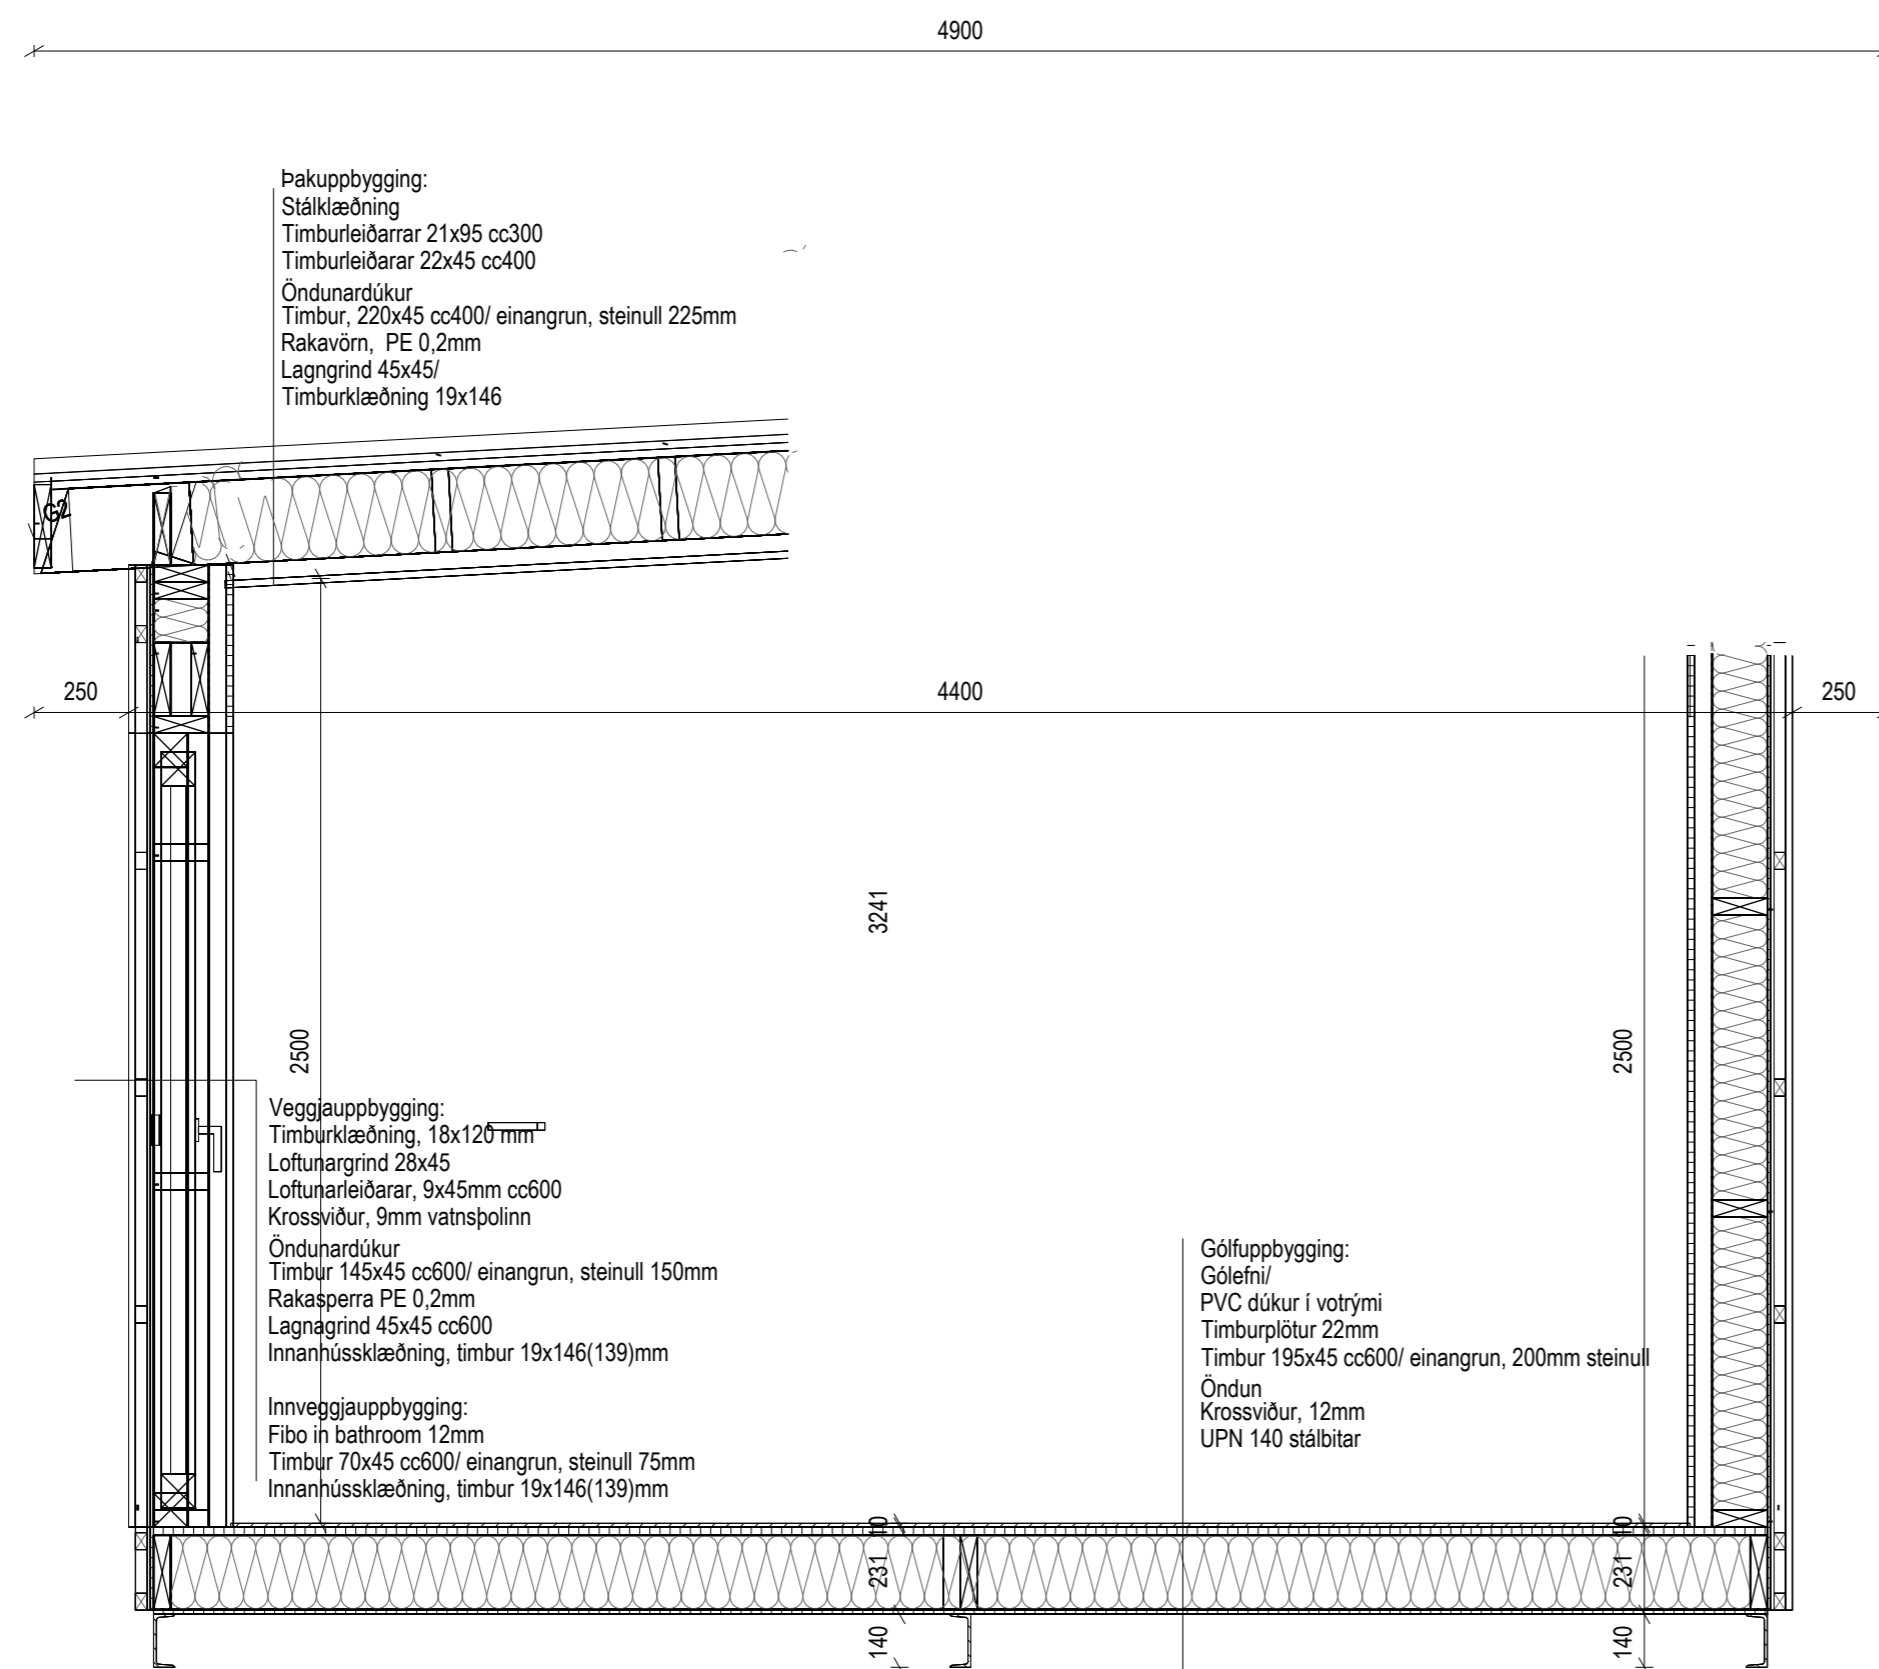 4900
Þakuppbygging:
Stálklæðning
Timburleiðarrar 21x95 cc300
Timburleiðarar 22x45 cc400
Öndunardúkur
Timbur, 220x45 cc400/ einangrun, steinull 225mm
Rakavörn, PE 0,2mm
Lagngrind 45x45/
Timburklæðning 19x146
G2
250
4400
250
3241
2500
2500
Veggjauppbygging:
Timburklæðning, 18x120 mm
Loftunargrind 28x45
Loftunarleiðarar, 9x45mm cc600
Krossviður, 9mm vatnsþolinn
Öndunardúkur
Timbur 145x45 cc600/ einangrun, steinull 150mm
Rakasperra PE 0,2mm
Lagnagrind 45x45 cc600
Innanhússklæðning, timbur 19x146(139)mm
Innveggjauppbygging:
Fibo in bathroom 12mm
Timbur 70x45 cc600/ einangrun, steinull 75mm
Innanhússklæðning, timbur 19x146(139)mm
Gólfuppbygging:
Gólefni/
PVC dúkur í votrými
Timburplötur 22mm
Timbur 195x45 cc600/ einangrun, 200mm steinull
Öndun
Krossviður, 12mm
UPN 140 stálbitar
10
10
231
231
140
140